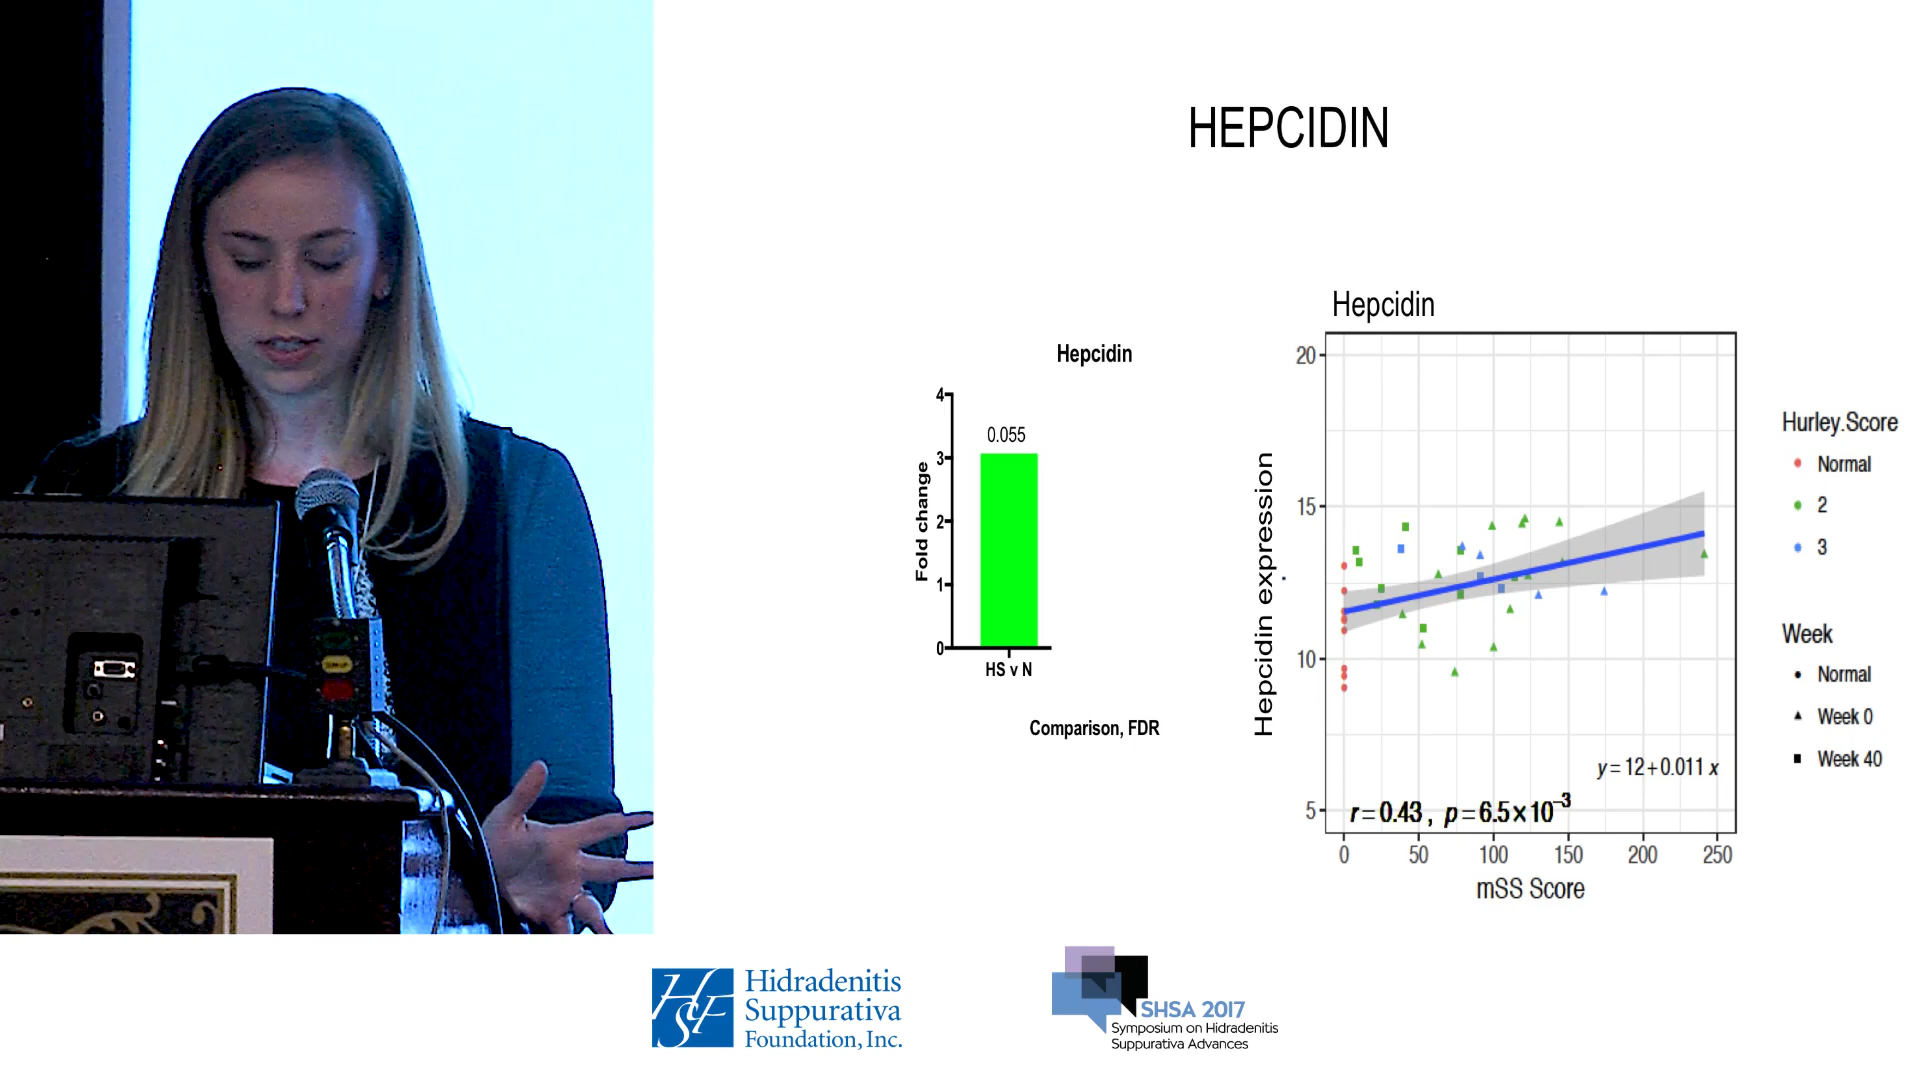 HEPCIDIN
Hepcidin
4
3
2
1
0
0.055
Fold change
HS v N
Comparison, FDR
Hepcidin
Hepcidin expression
20
15
10
5
y = 12 + 0.011 x
r = 0.43 , p = 6.5 × 10⁻³
0 50 100 150 200 250
mSS Score
Hurley.Score
Normal
2
3
Week
Normal
Week 0
Week 40
HSF
Hidradenitis
Suppurativa
Foundation, Inc.
SHSA 2017
Symposium on Hidradenitis
Suppurativa Advances